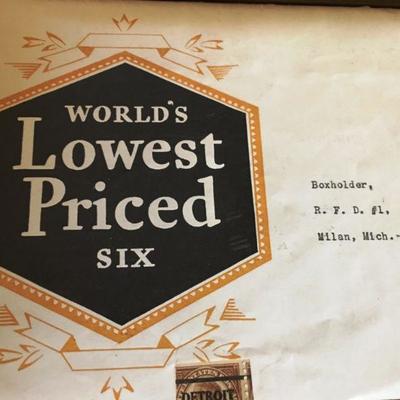 WORLD'S
Lowest
Priced
SIX
Boxholder,
R. F. D. #1,
Milan, Mich.-
DETROIT